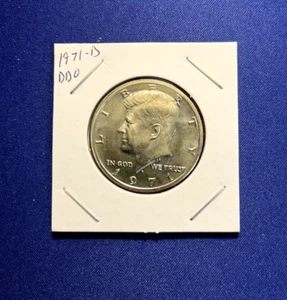 1971-D
DDO
LIBERTY
IN GOD WE TRUST
1971